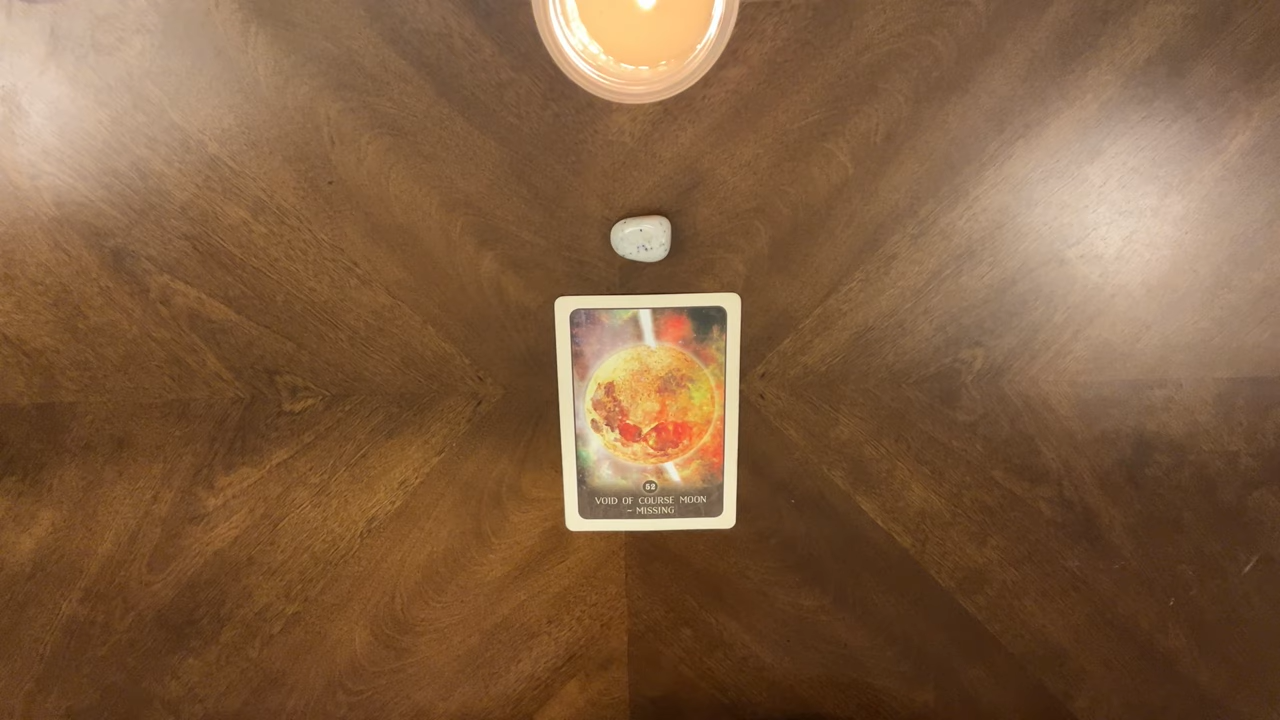 52
VOID OF COURSE MOON
– MISSING